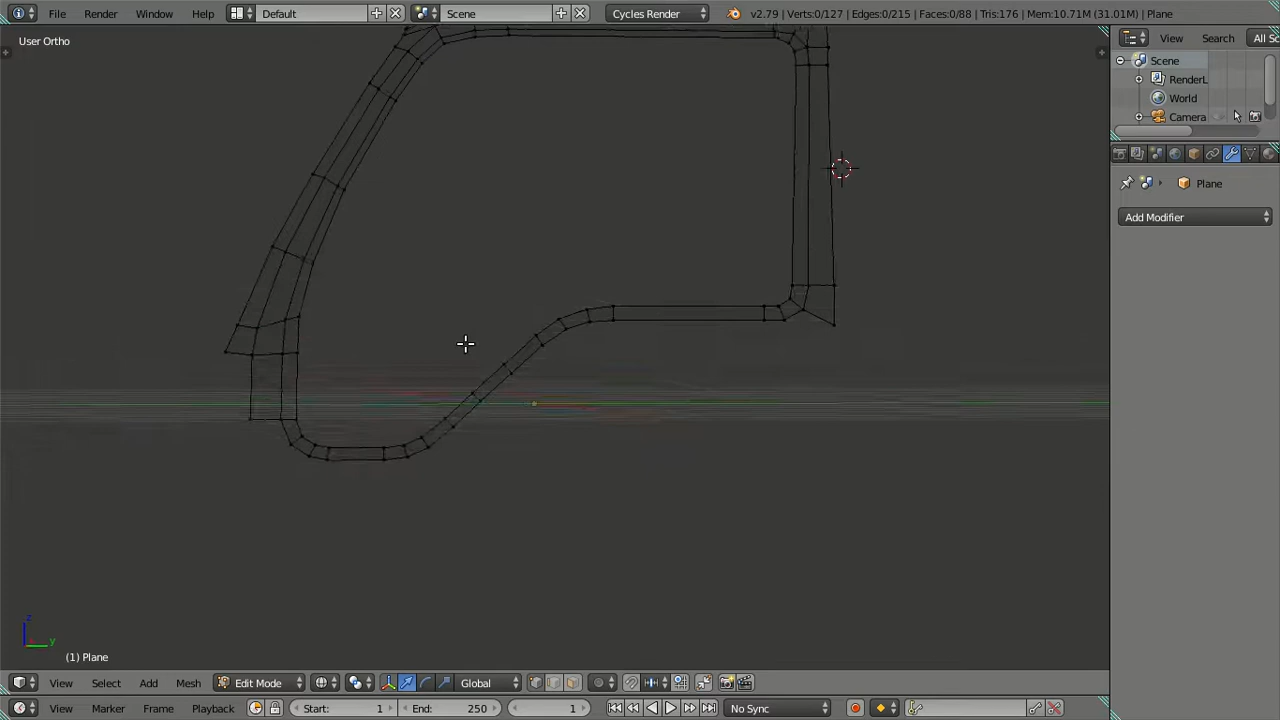 File Render Window Help Default Scene Cycles Render v2.79 | Verts:0/127 | Edges:0/215 | Faces:0/88 | Tris:176 | Mem:10.71M (31.01M) | Plane
User Ortho
View Search All Sc
Scene
RenderL
World
Camera
Plane
Add Modifier
z
y
(1) Plane
View Select Add Mesh Edit Mode Global
View Marker Frame Playback Start: 1 End: 250 1 No Sync